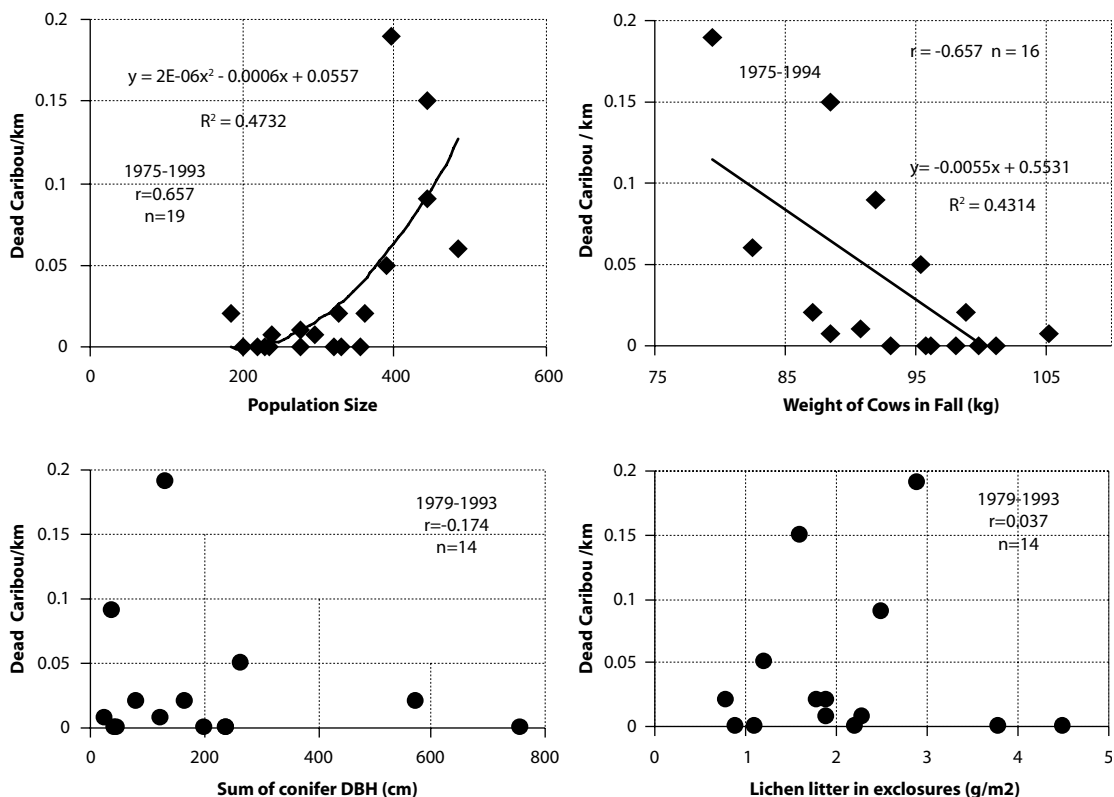 0.2
0.15
0.1
0.05
0
Dead Caribou/km
y = 2E-06x² - 0.0006x + 0.0557
R² = 0.4732
1975-1993
r=0.657
n=19
0 200 400 600
Population Size
0.2
0.15
0.1
0.05
0
Dead Caribou / km
r = -0.657 n = 16
1975-1994
y= -0.0055x + 0.5531
R² = 0.4314
75 85 95 105
Weight of Cows in Fall (kg)
0.2
0.15
0.1
0.05
0
Dead Caribou/km
1979-1993
r=-0.174
n=14
0 200 400 600 800
Sum of conifer DBH (cm)
0.2
0.15
0.1
0.05
0
Dead Caribou /km
1979-1993
r=0.037
n=14
0 1 2 3 4 5
Lichen litter in exclosures (g/m2)